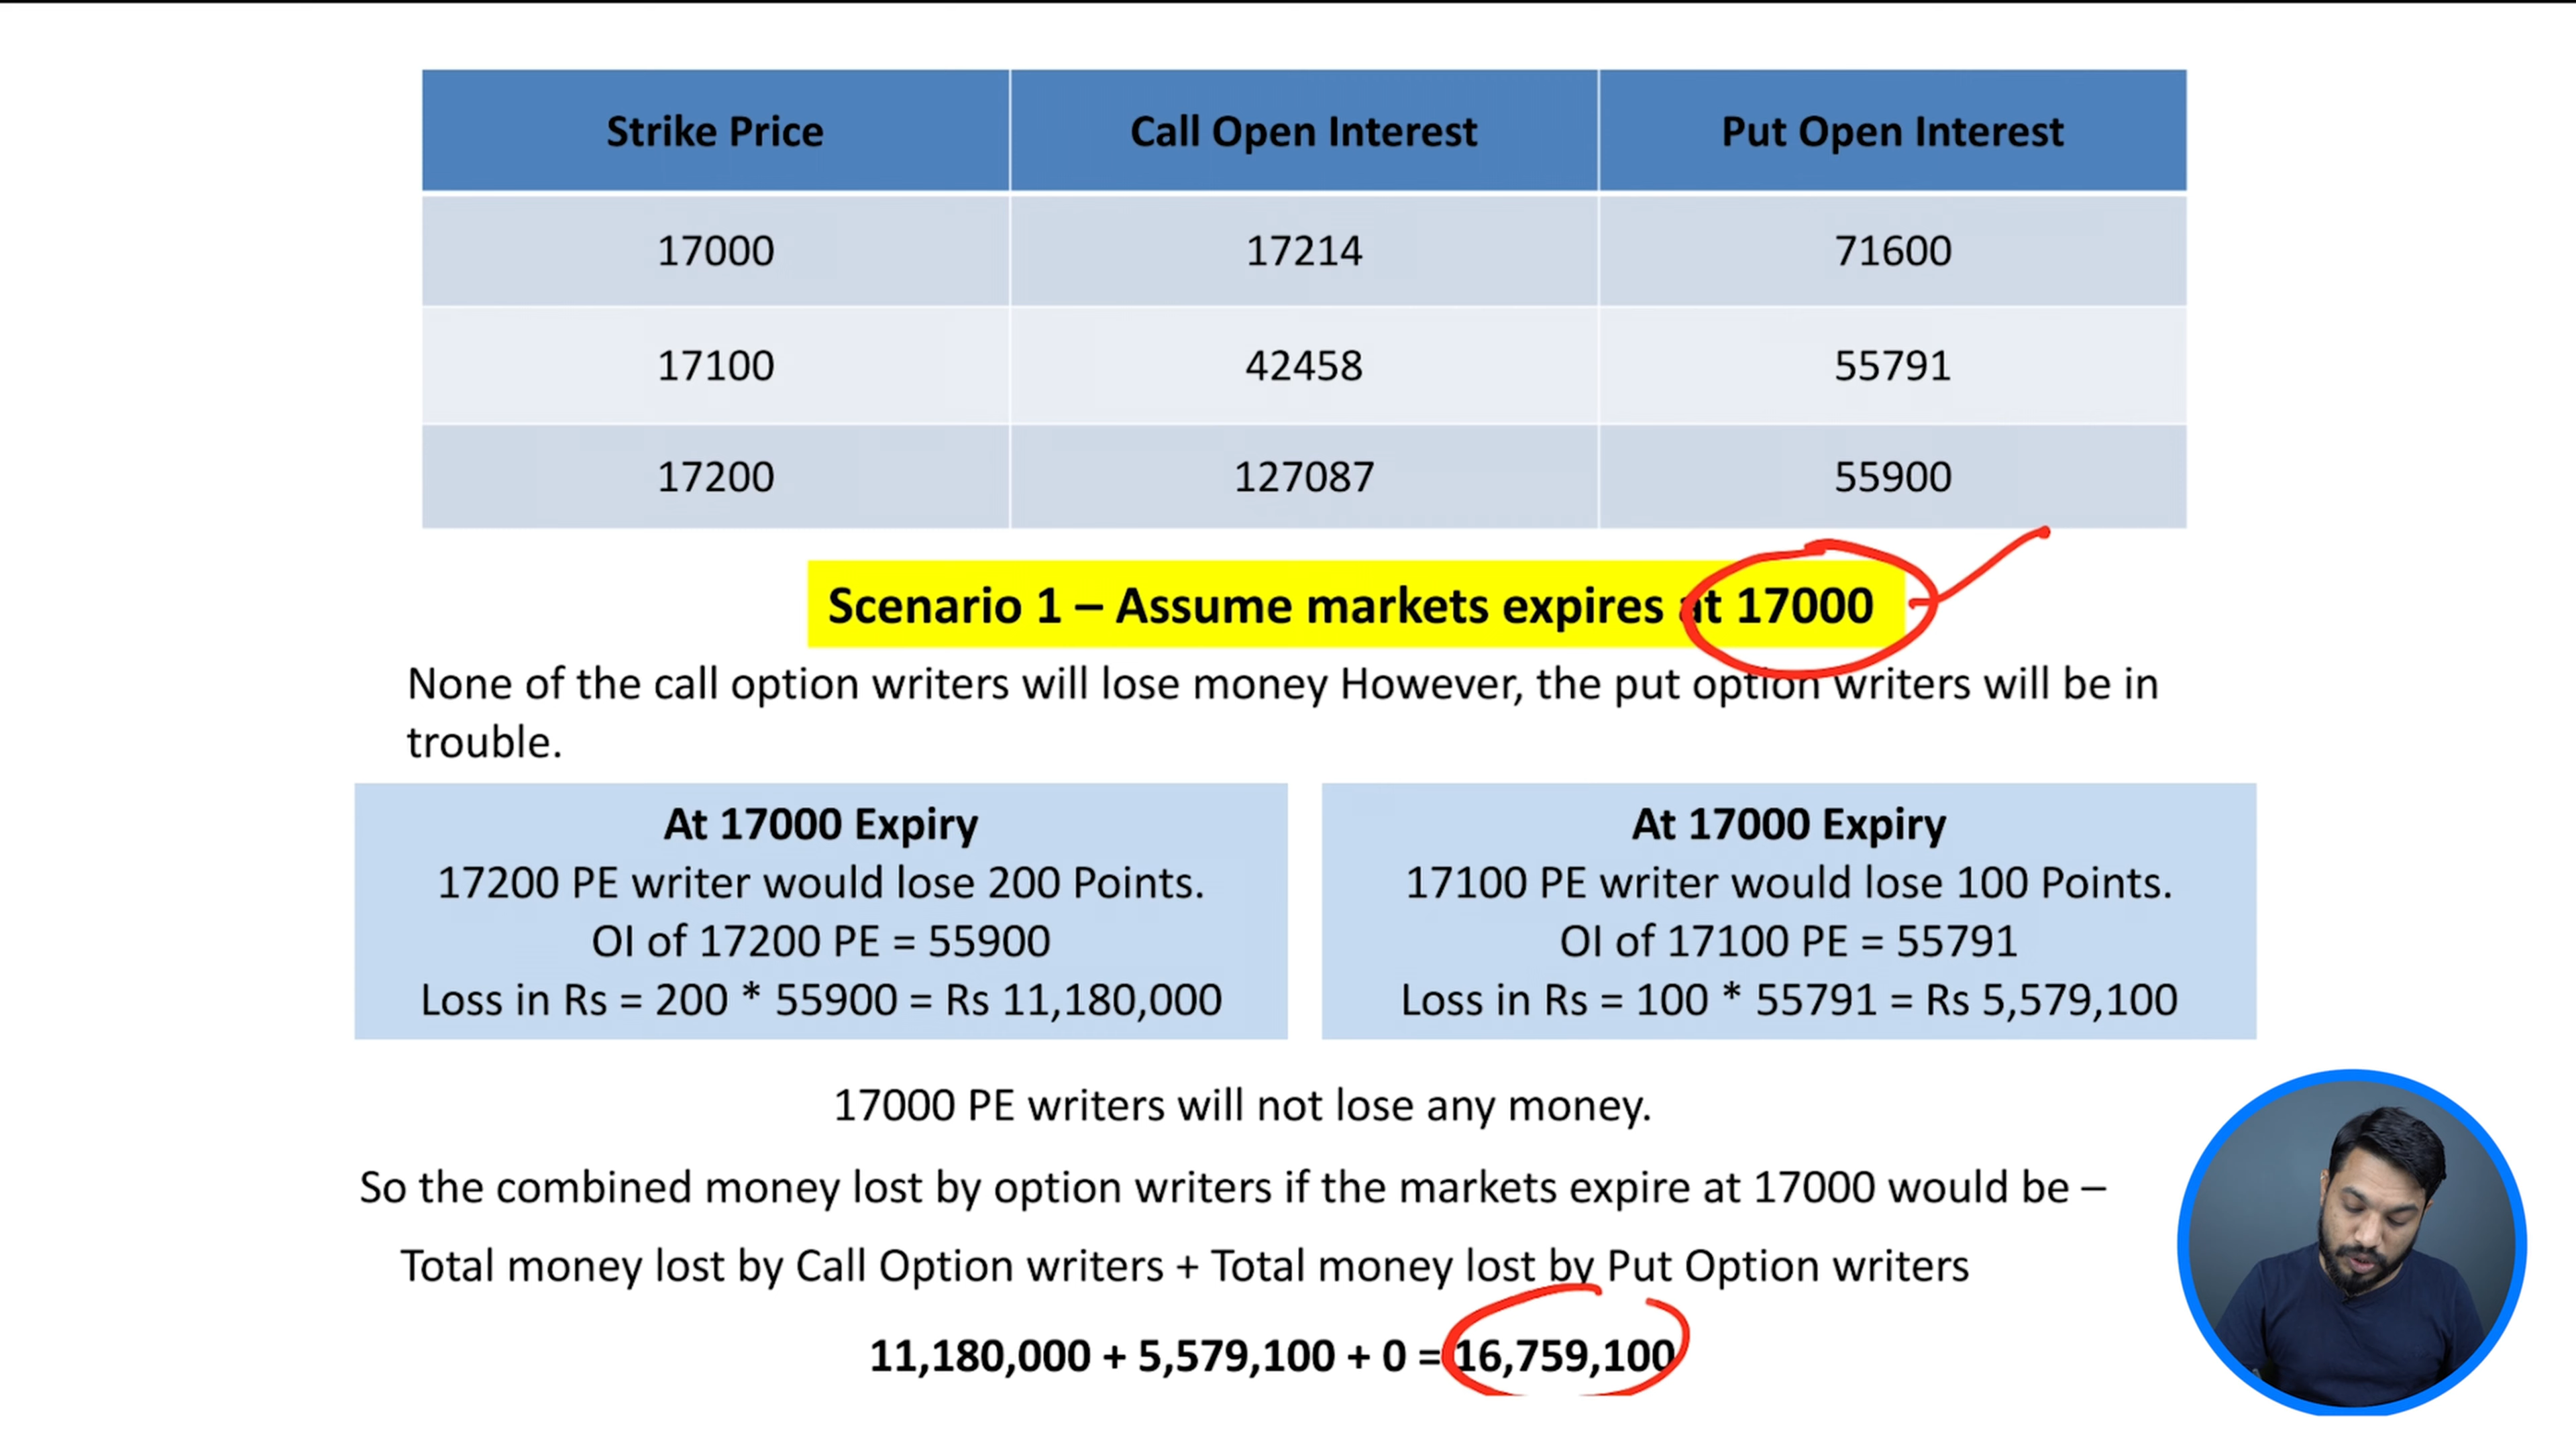 Strike Price Call Open Interest Put Open Interest
17000 17214 71600
17100 42458 55791
17200 127087 55900
Scenario 1 – Assume markets expires at 17000
None of the call option writers will lose money However, the put option writers will be in
trouble.
At 17000 Expiry
17200 PE writer would lose 200 Points.
OI of 17200 PE = 55900
Loss in Rs = 200 * 55900 = Rs 11,180,000
At 17000 Expiry
17100 PE writer would lose 100 Points.
OI of 17100 PE = 55791
Loss in Rs = 100 * 55791 = Rs 5,579,100
17000 PE writers will not lose any money.
So the combined money lost by option writers if the markets expire at 17000 would be –
Total money lost by Call Option writers + Total money lost by Put Option writers
11,180,000 + 5,579,100 + 0 = 16,759,100